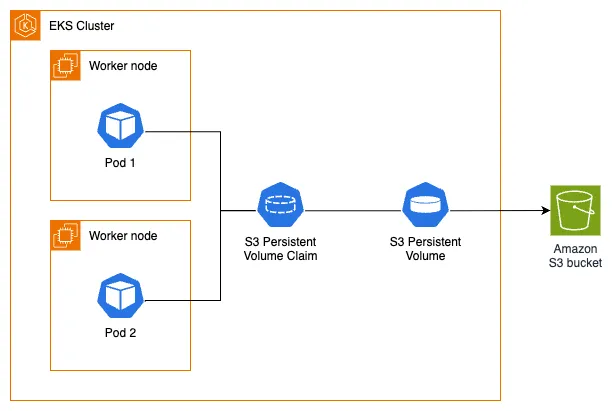 EKS Cluster
Worker node
Pod 1
Worker node
Pod 2
S3 Persistent
Volume Claim
S3 Persistent
Volume
Amazon
S3 bucket